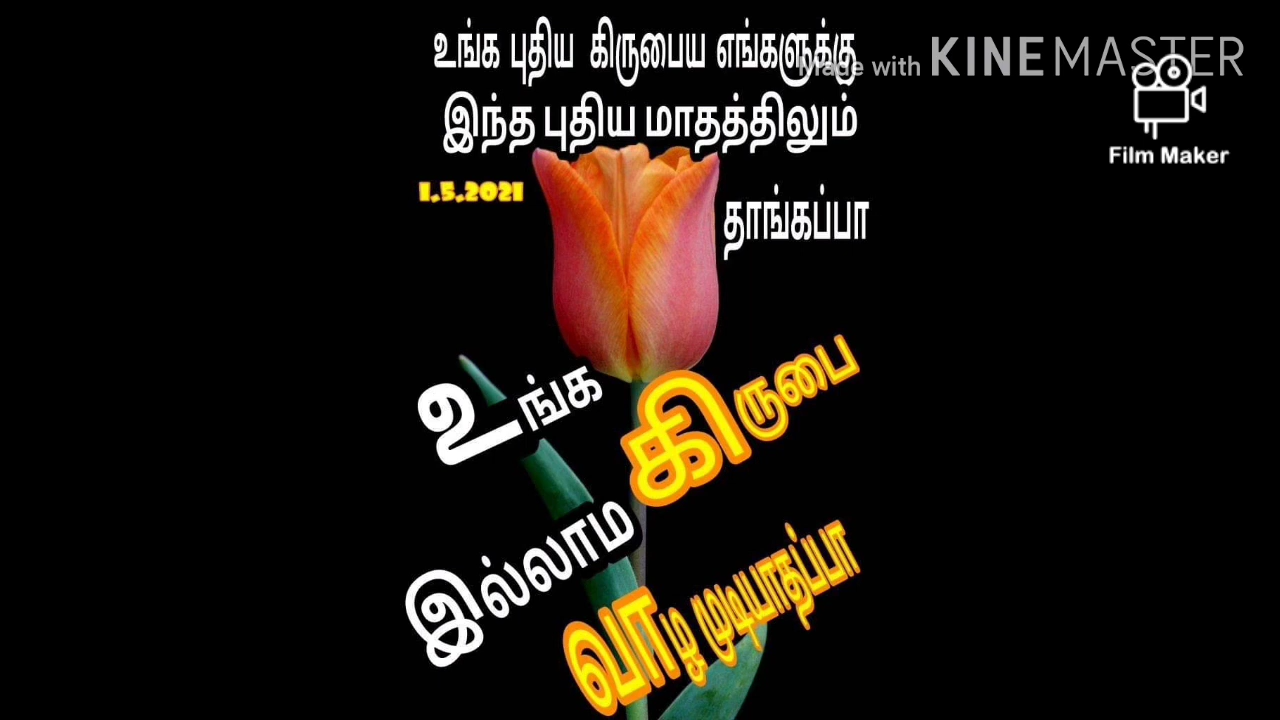 உங்க புதிய கிருபைய எங்களுக்கு
Made with KINEMASTER
இந்த புதிய மாதத்திலும்
Film Maker
1.5.2021
தாங்கப்பா
உங்க கிருபை
இல்லாம
வாழ முடியாதப்பா